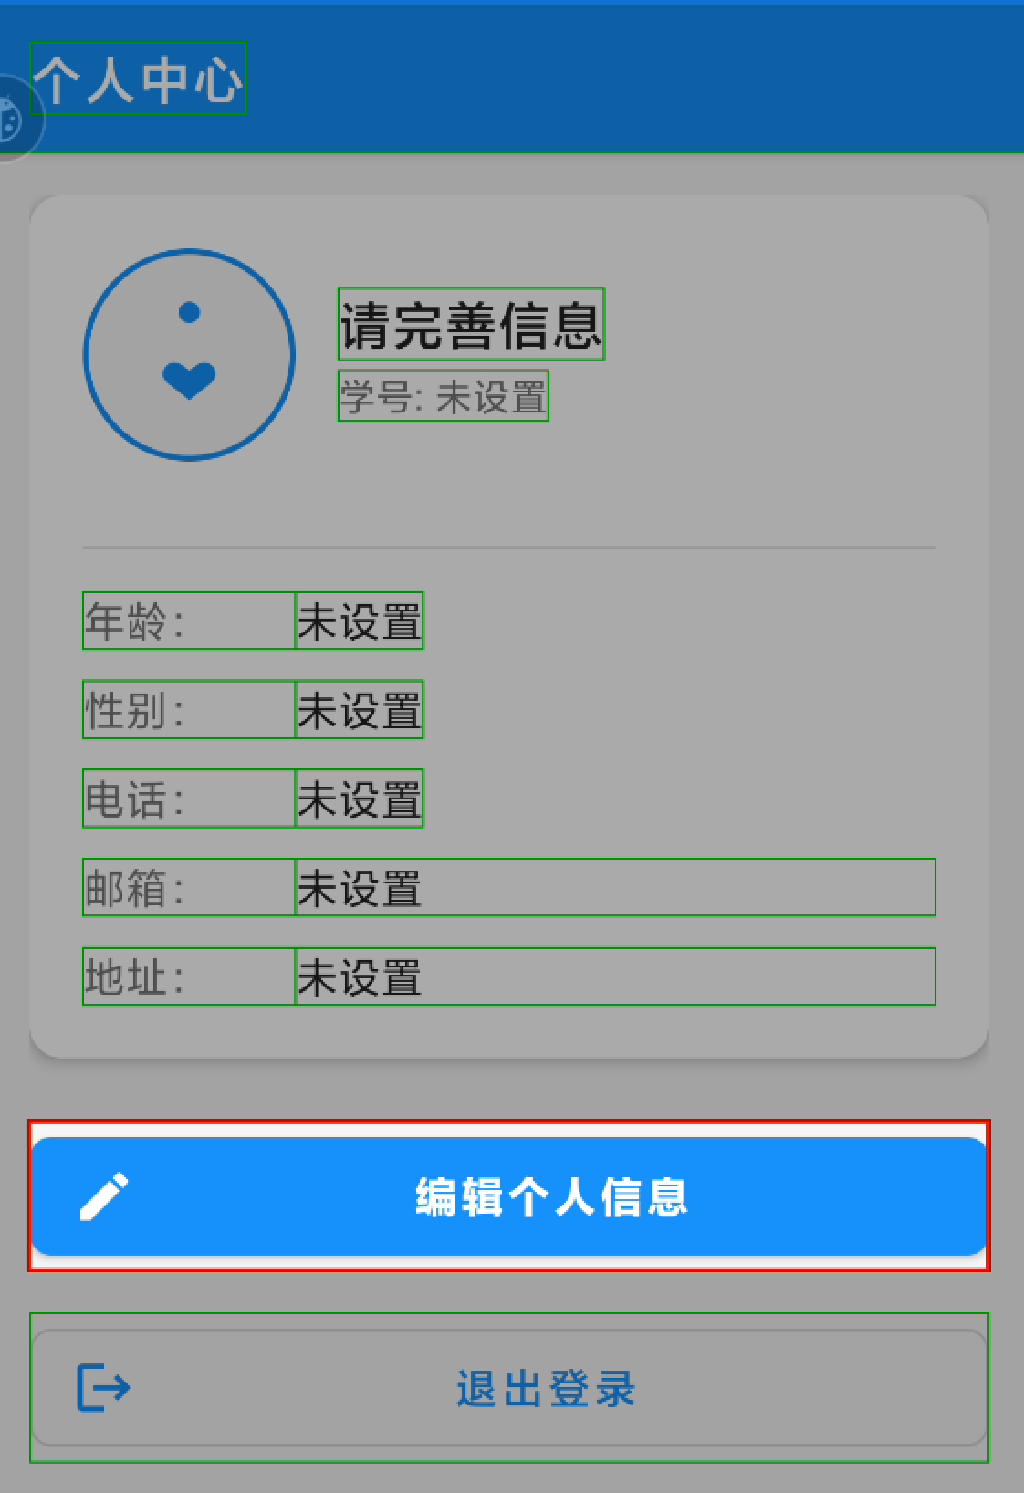 个人中心
请完善信息
学号: 未设置
年龄: 未设置
性别: 未设置
电话: 未设置
邮箱: 未设置
地址: 未设置
编辑个人信息
退出登录